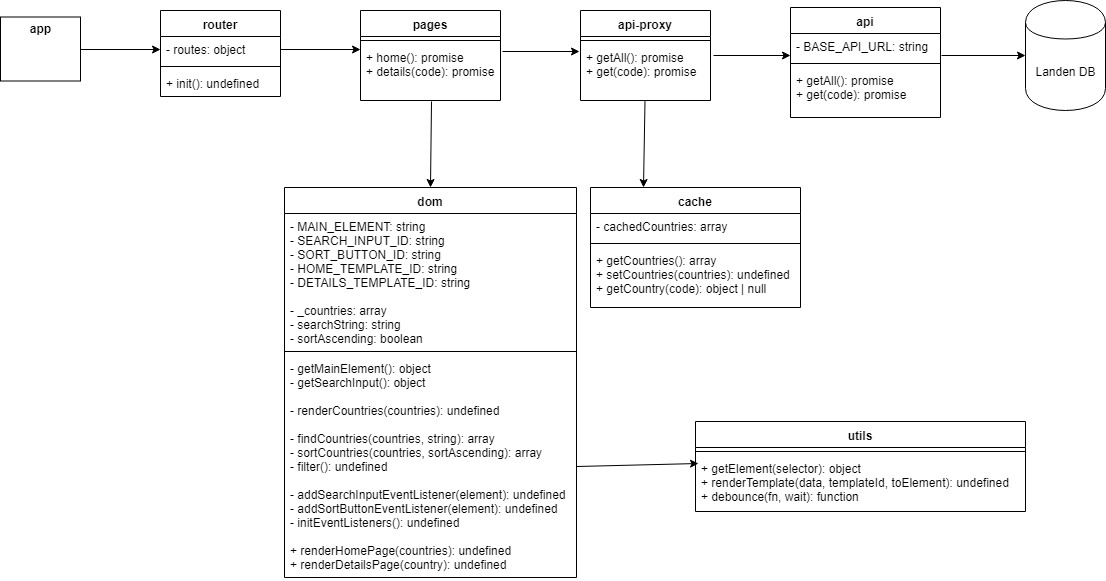 app
router
- routes: object
+ init(): undefined
pages
+ home(): promise
+ details(code): promise
api-proxy
+ getAll(): promise
+ get(code): promise
api
- BASE_API_URL: string
+ getAll(): promise
+ get(code): promise
Landen DB
dom
- MAIN_ELEMENT: string
- SEARCH_INPUT_ID: string
- SORT_BUTTON_ID: string
- HOME_TEMPLATE_ID: string
- DETAILS_TEMPLATE_ID: string
- _countries: array
- searchString: string
- sortAscending: boolean
- getMainElement(): object
- getSearchInput(): object
- renderCountries(countries): undefined
- findCountries(countries, string): array
- sortCountries(countries, sortAscending): array
- filter(): undefined
- addSearchInputEventListener(element): undefined
- addSortButtonEventListener(element): undefined
- initEventListeners(): undefined
+ renderHomePage(countries): undefined
+ renderDetailsPage(country): undefined
cache
- cachedCountries: array
+ getCountries(): array
+ setCountries(countries): undefined
+ getCountry(code): object | null
utils
+ getElement(selector): object
+ renderTemplate(data, templateId, toElement): undefined
+ debounce(fn, wait): function